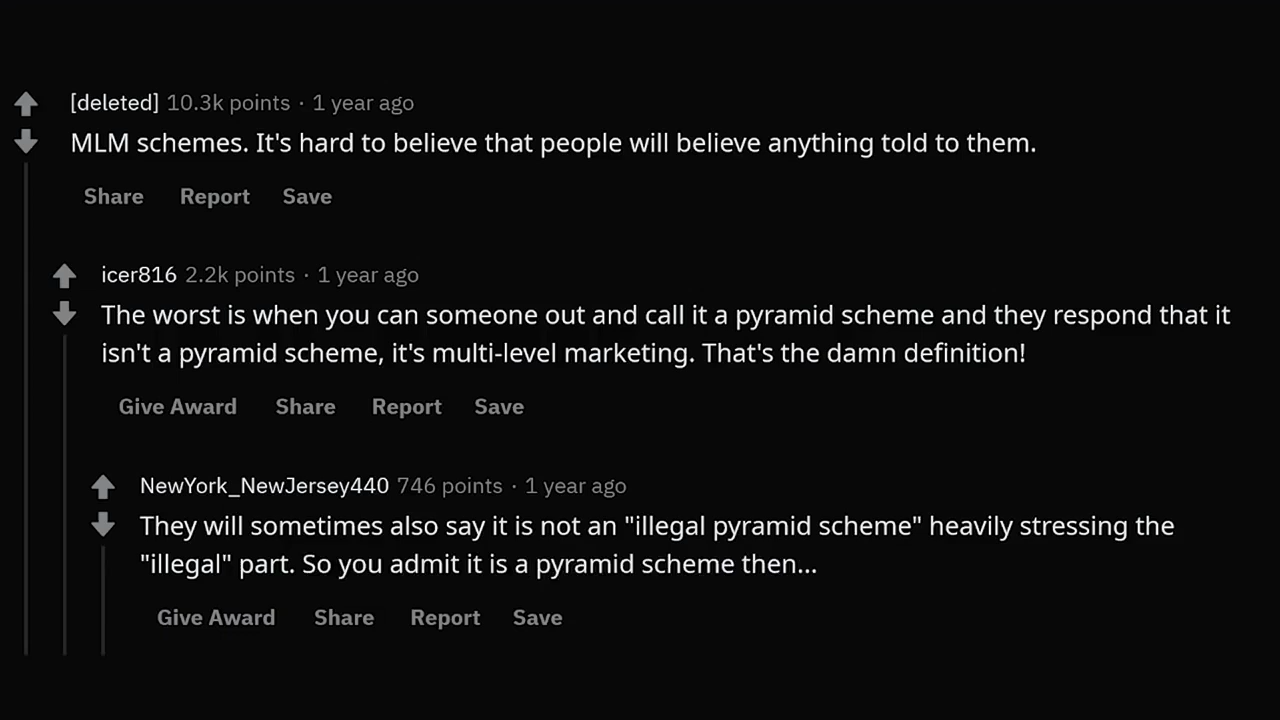 [deleted] 10.3k points · 1 year ago
MLM schemes. It's hard to believe that people will believe anything told to them.
Share Report Save
icer816 2.2k points · 1 year ago
The worst is when you can someone out and call it a pyramid scheme and they respond that it
isn't a pyramid scheme, it's multi-level marketing. That's the damn definition!
Give Award Share Report Save
NewYork_NewJersey440 746 points · 1 year ago
They will sometimes also say it is not an "illegal pyramid scheme" heavily stressing the
"illegal" part. So you admit it is a pyramid scheme then...
Give Award Share Report Save